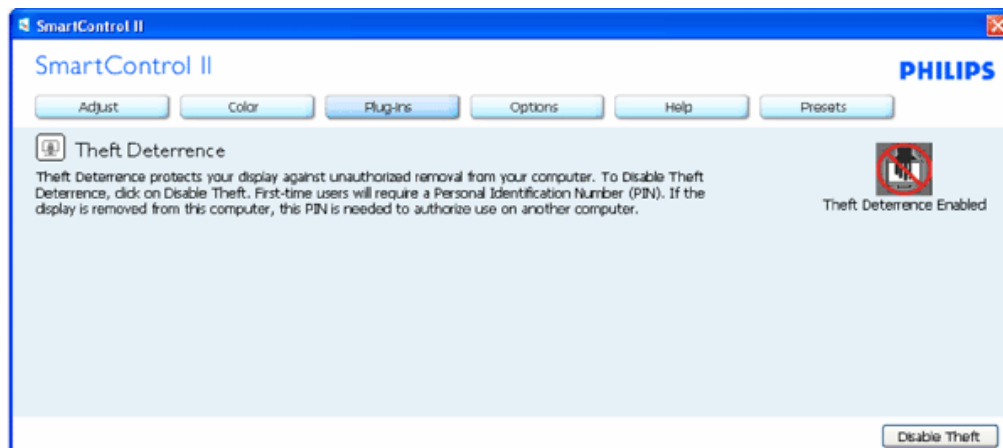 SmartControl II
SmartControl II
PHILIPS
Adjust Color Plug-Ins Options Help Presets
Theft Deterrence
Theft Deterrence protects your display against unauthorized removal from your computer. To Disable Theft
Deterrence, click on Disable Theft. First-time users will require a Personal Identification Number (PIN). If the
display is removed from this computer, this PIN is needed to authorize use on another computer.
Theft Deterrence Enabled
Disable Theft